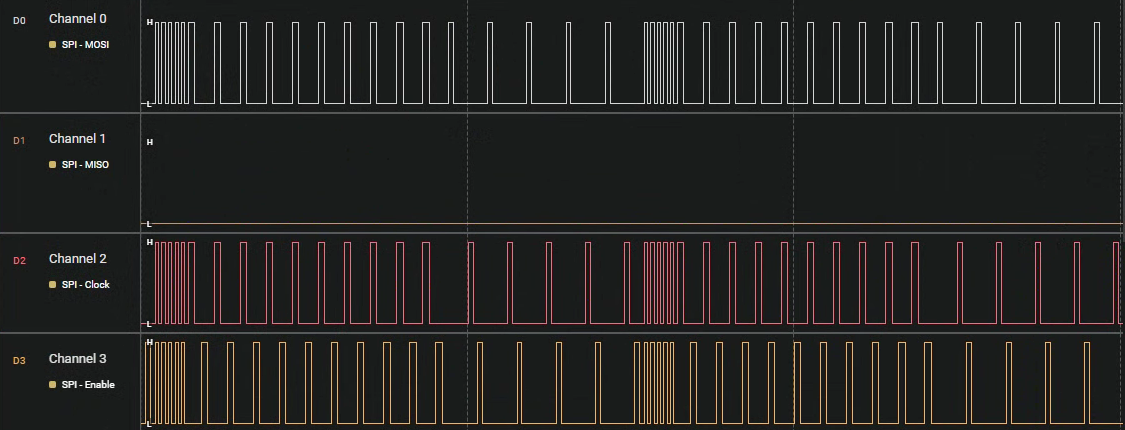 D0 Channel 0 H
SPI - MOSI
L
D1 Channel 1 H
SPI - MISO
L
D2 Channel 2 H
SPI - Clock
L
D3 Channel 3 H
SPI - Enable
L